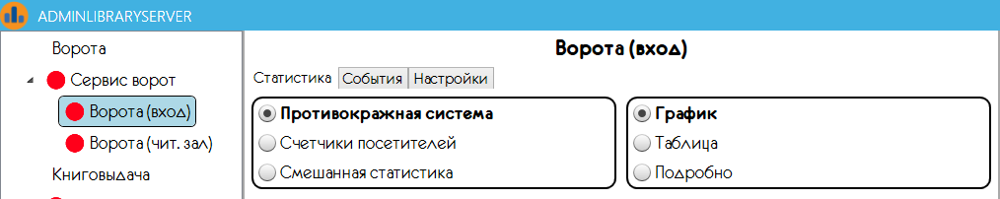 ADMINLIBRARYSERVER
Ворота
Сервис ворот
Ворота (вход)
Ворота (чит. зал)
Книговыдача
Ворота (вход)
Статистика События Настройки
Противокражная система
Счетчики посетителей
Смешанная статистика
График
Таблица
Подробно